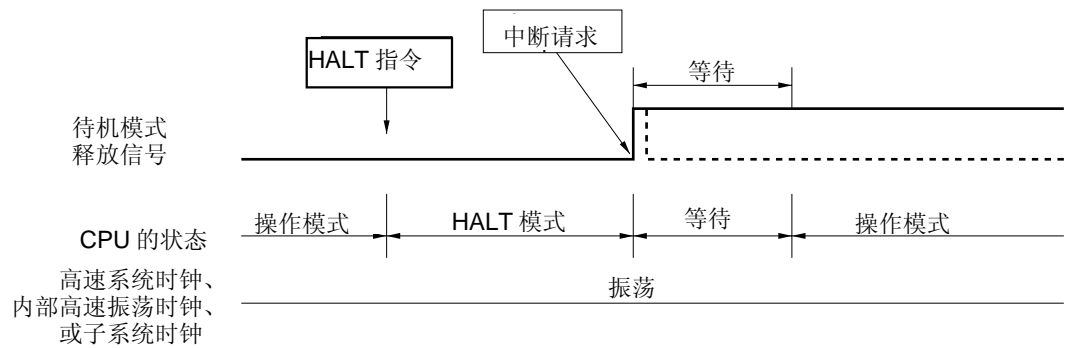 中断请求
HALT 指令
等待
待机模式
释放信号
操作模式
HALT 模式
等待
操作模式
CPU 的状态
高速系统时钟、
内部高速振荡时钟、
或子系统时钟
振荡